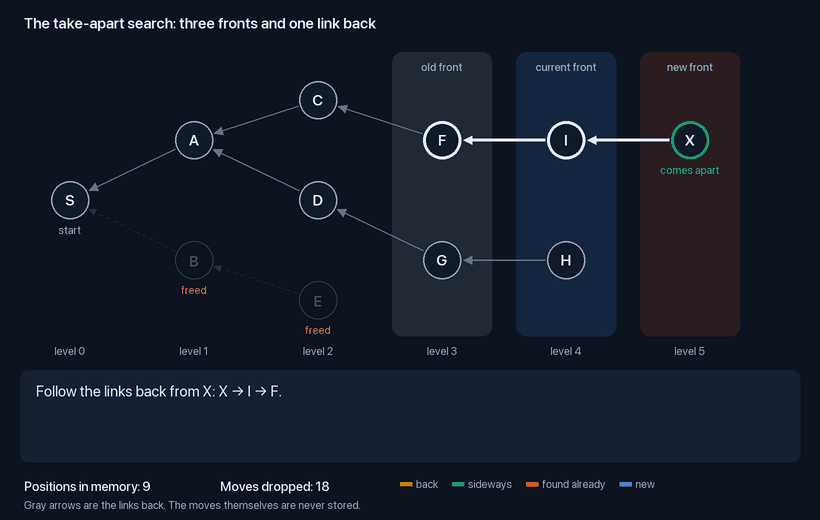 The take-apart search: three fronts and one link back
old front
current front
new front
C
A
F
I
X
comes apart
S
D
start
B
G
H
freed
E
freed
level 0
level 1
level 2
level 3
level 4
level 5
Follow the links back from X: X → I → F.
Positions in memory: 9
Moves dropped: 18
back
sideways
found already
new
Gray arrows are the links back. The moves themselves are never stored.